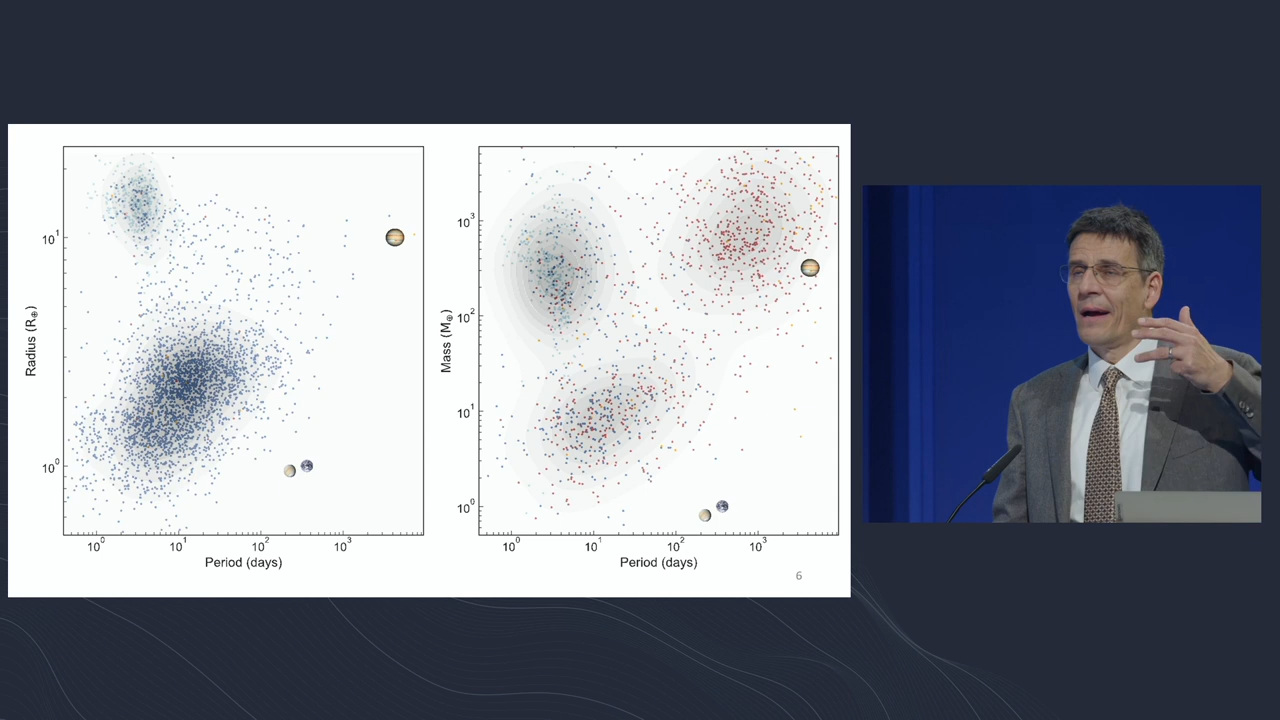 Radius (R⊕)
10¹
10⁰
10⁰ 10¹ 10² 10³
Period (days)
Mass (M⊕)
10³
10²
10¹
10⁰
10⁰ 10¹ 10² 10³
Period (days)
6